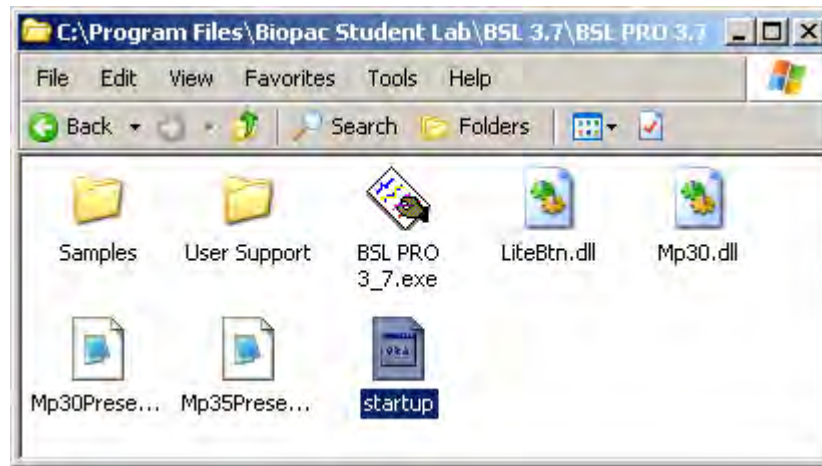 C:\Program Files\Biopac Student Lab\BSL 3.7\BSL PRO 3.7
File Edit View Favorites Tools Help
Back Search Folders
Samples User Support BSL PRO 3_7.exe LiteBtn.dll Mp30.dll
Mp30Prese... Mp35Prese... startup